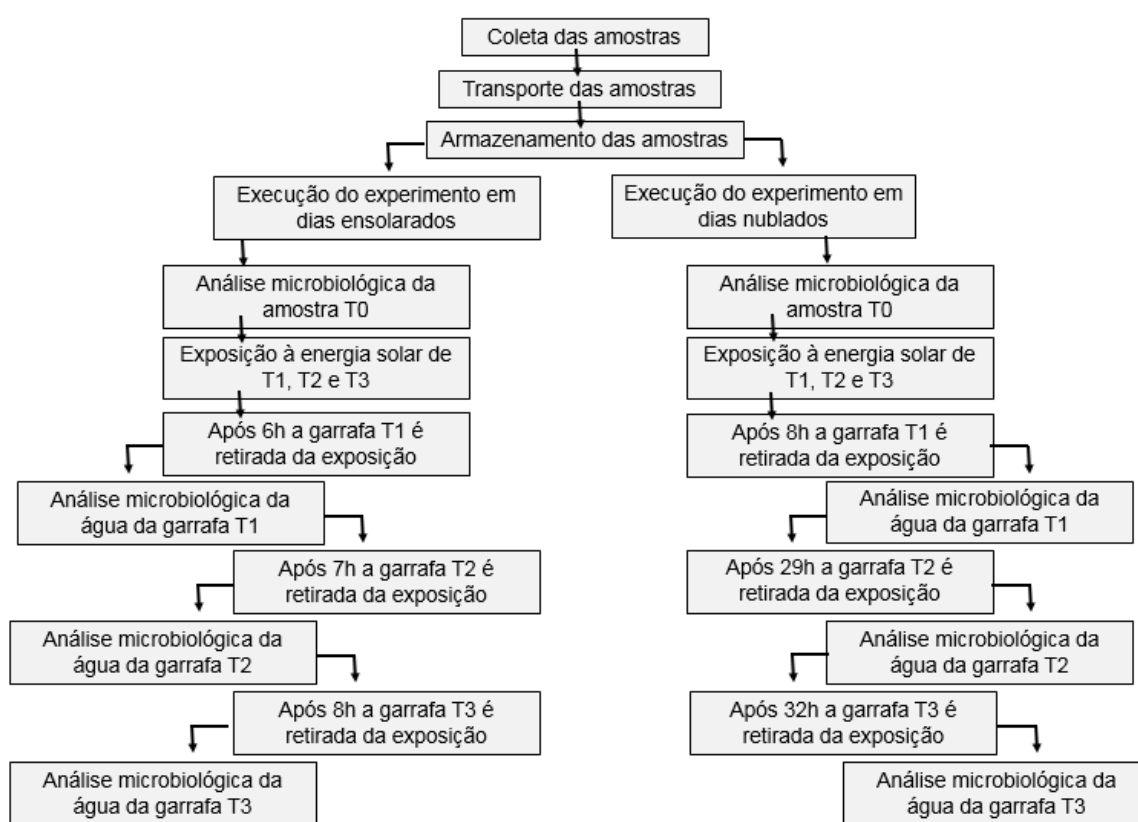 Coleta das amostras
Transporte das amostras
Armazenamento das amostras
Execução do experimento em
dias ensolarados
Análise microbiológica da
amostra T0
Exposição à energia solar de
T1, T2 e T3
Após 6h a garrafa T1 é
retirada da exposição
Análise microbiológica da
água da garrafa T1
Após 7h a garrafa T2 é
retirada da exposição
Análise microbiológica da
água da garrafa T2
Após 8h a garrafa T3 é
retirada da exposição
Análise microbiológica da
água da garrafa T3
Execução do experimento em
dias nublados
Análise microbiológica da
amostra T0
Exposição à energia solar de
T1, T2 e T3
Após 8h a garrafa T1 é
retirada da exposição
Análise microbiológica da
água da garrafa T1
Após 29h a garrafa T2 é
retirada da exposição
Análise microbiológica da
água da garrafa T2
Após 32h a garrafa T3 é
retirada da exposição
Análise microbiológica da
água da garrafa T3